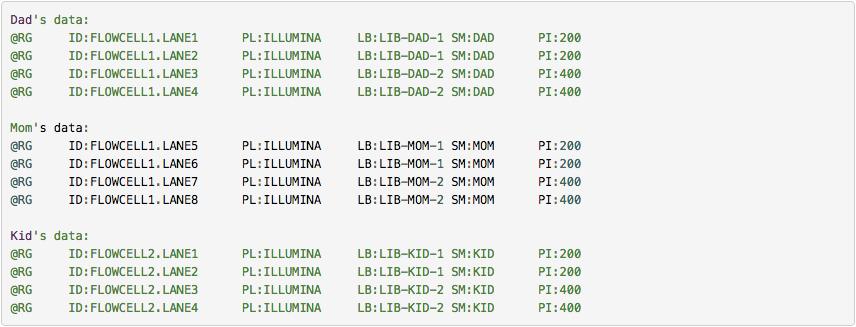 Dad's data:
@RG     ID:FLOWCELL1.LANE1      PL:ILLUMINA     LB:LIB-DAD-1 SM:DAD      PI:200
@RG     ID:FLOWCELL1.LANE2      PL:ILLUMINA     LB:LIB-DAD-1 SM:DAD      PI:200
@RG     ID:FLOWCELL1.LANE3      PL:ILLUMINA     LB:LIB-DAD-2 SM:DAD      PI:400
@RG     ID:FLOWCELL1.LANE4      PL:ILLUMINA     LB:LIB-DAD-2 SM:DAD      PI:400
Mom's data:
@RG     ID:FLOWCELL1.LANE5      PL:ILLUMINA     LB:LIB-MOM-1 SM:MOM      PI:200
@RG     ID:FLOWCELL1.LANE6      PL:ILLUMINA     LB:LIB-MOM-1 SM:MOM      PI:200
@RG     ID:FLOWCELL1.LANE7      PL:ILLUMINA     LB:LIB-MOM-2 SM:MOM      PI:400
@RG     ID:FLOWCELL1.LANE8      PL:ILLUMINA     LB:LIB-MOM-2 SM:MOM      PI:400
Kid's data:
@RG     ID:FLOWCELL2.LANE1      PL:ILLUMINA     LB:LIB-KID-1 SM:KID      PI:200
@RG     ID:FLOWCELL2.LANE2      PL:ILLUMINA     LB:LIB-KID-1 SM:KID      PI:200
@RG     ID:FLOWCELL2.LANE3      PL:ILLUMINA     LB:LIB-KID-2 SM:KID      PI:400
@RG     ID:FLOWCELL2.LANE4      PL:ILLUMINA     LB:LIB-KID-2 SM:KID      PI:400